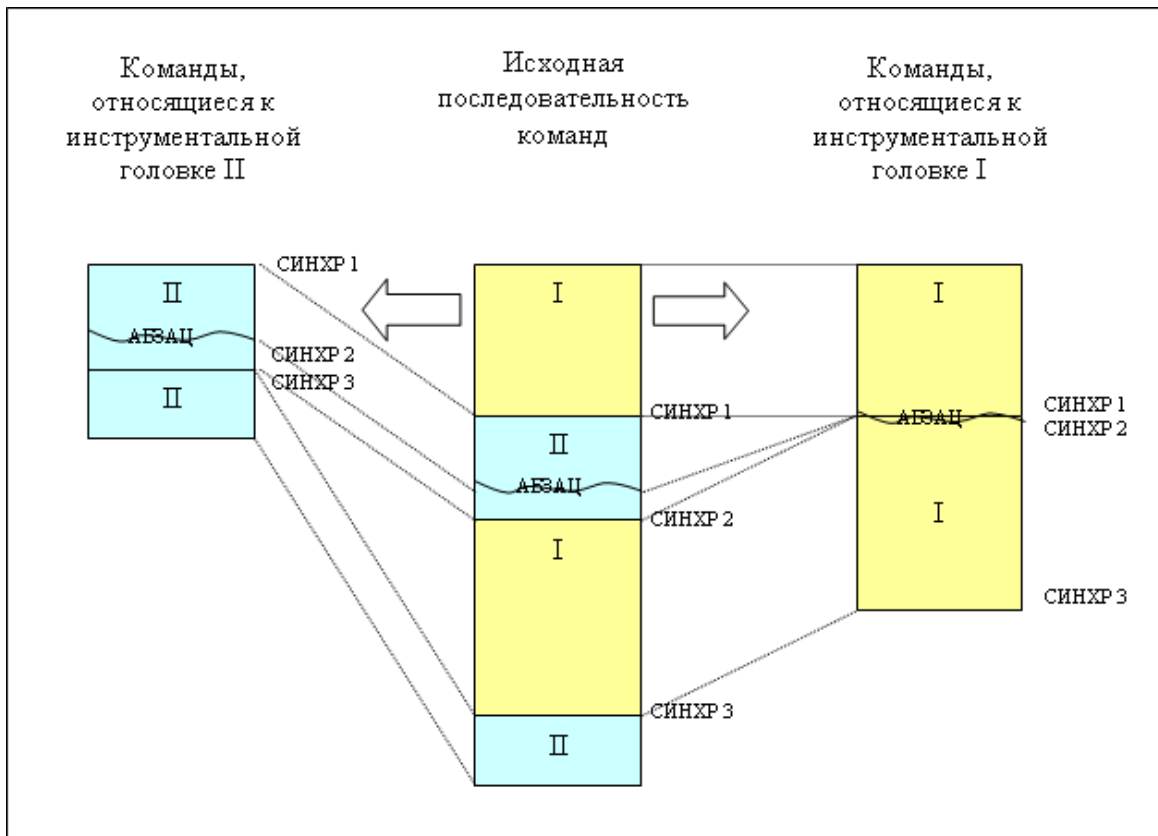 Команды,
относящиеся к
инструментальной
головке II
Исходная
последовательность
команд
Команды,
относящиеся к
инструментальной
головке I
II
АБЗАЦ
II
СИНХР 1
СИНХР 2
СИНХР 3
I
СИНХР 1
II
АБЗАЦ
СИНХР 2
I
СИНХР 3
II
I
АБЗАЦ
СИНХР 1
СИНХР 2
I
СИНХР 3